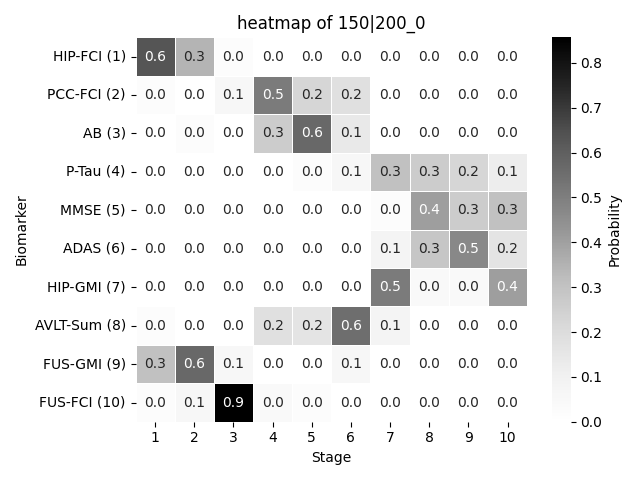 heatmap of 150|200_0
HIP-FCI (1) 0.6 0.3 0.0 0.0 0.0 0.0 0.0 0.0 0.0 0.0
PCC-FCI (2) 0.0 0.0 0.1 0.5 0.2 0.2 0.0 0.0 0.0 0.0
AB (3) 0.0 0.0 0.0 0.3 0.6 0.1 0.0 0.0 0.0 0.0
P-Tau (4) 0.0 0.0 0.0 0.0 0.0 0.1 0.3 0.3 0.2 0.1
MMSE (5) 0.0 0.0 0.0 0.0 0.0 0.0 0.0 0.4 0.3 0.3
ADAS (6) 0.0 0.0 0.0 0.0 0.0 0.0 0.1 0.3 0.5 0.2
HIP-GMI (7) 0.0 0.0 0.0 0.0 0.0 0.0 0.5 0.0 0.0 0.4
AVLT-Sum (8) 0.0 0.0 0.0 0.2 0.2 0.6 0.1 0.0 0.0 0.0
FUS-GMI (9) 0.3 0.6 0.1 0.0 0.0 0.1 0.0 0.0 0.0 0.0
FUS-FCI (10) 0.0 0.1 0.9 0.0 0.0 0.0 0.0 0.0 0.0 0.0
1 2 3 4 5 6 7 8 9 10
Stage
Biomarker
0.8
0.7
0.6
0.5
0.4
0.3
0.2
0.1
0.0
Probability